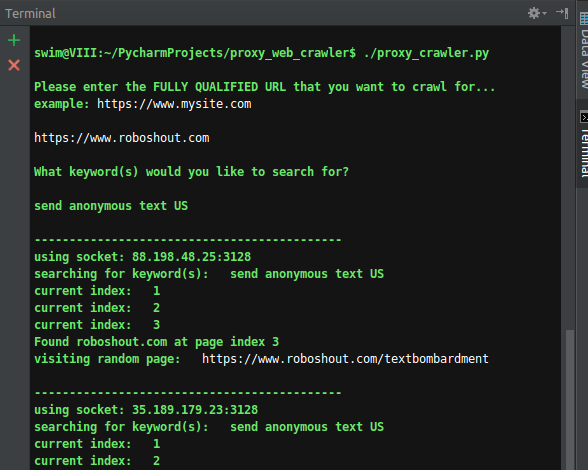 Terminal
swim@VIII:~/PycharmProjects/proxy_web_crawler$ ./proxy_crawler.py
Please enter the FULLY QUALIFIED URL that you want to crawl for...
example: https://www.mysite.com
https://www.roboshout.com
What keyword(s) would you like to search for?
send anonymous text US
--------------------------------------------
using socket: 88.198.48.25:3128
searching for keyword(s):   send anonymous text US
current index:   1
current index:   2
current index:   3
Found roboshout.com at page index 3
visiting random page:   https://www.roboshout.com/textbombardment
--------------------------------------------
using socket: 35.189.179.23:3128
searching for keyword(s):   send anonymous text US
current index:   1
current index:   2
Data View
Terminal